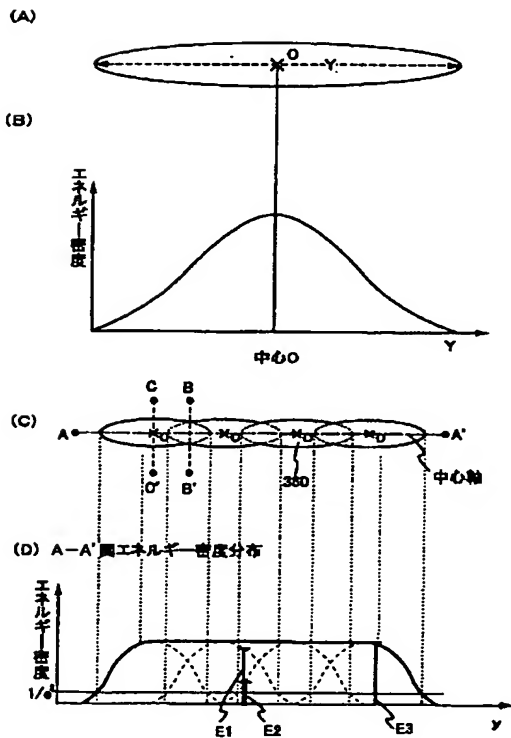 (A)
O
Y
(B)
エネルギー密度
中心O
Y
C B
(C)
A O O O O A'
C' B'
330
中心軸
(D) A-A'間エネルギー密度分布
エネルギー密度
1/e²
E1 E2 E3
y